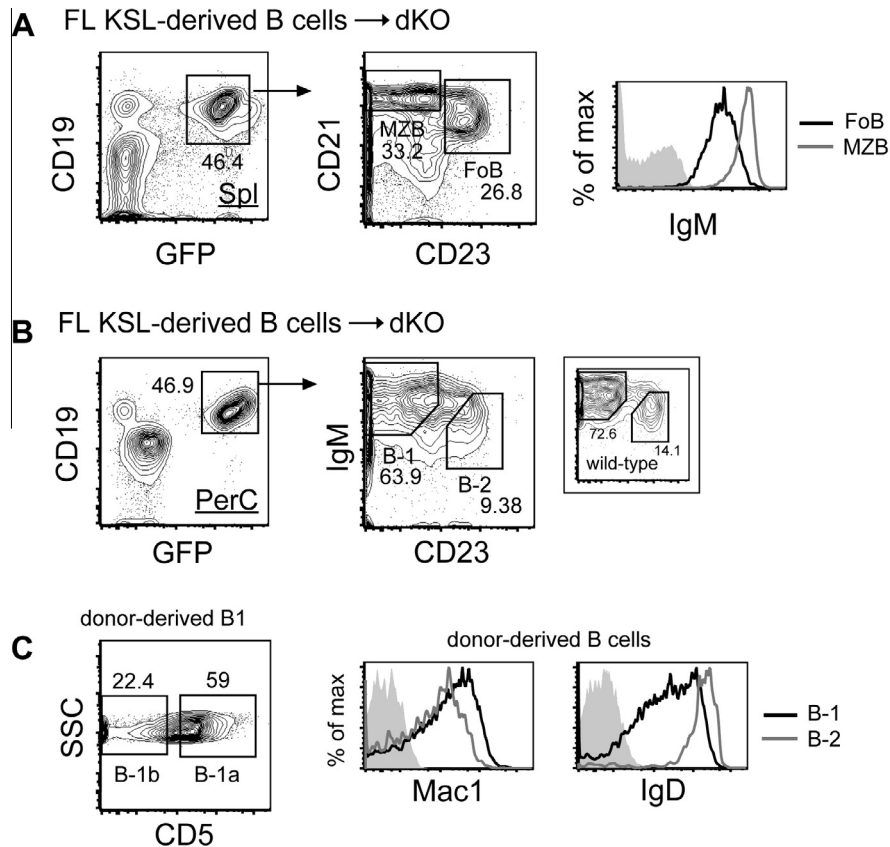 A FL KSL-derived B cells → dKO
CD19
46.4
Spl
GFP
CD21
MZB
33.2
FoB
26.8
CD23
% of max
IgM
FoB
MZB
B FL KSL-derived B cells → dKO
CD19
46.9
PerC
GFP
IgM
B-1
63.9
B-2
9.38
CD23
72.6
14.1
wild-type
C donor-derived B1
SSC
22.4 59
B-1b B-1a
CD5
donor-derived B cells
% of max
Mac1
IgD
B-1
B-2